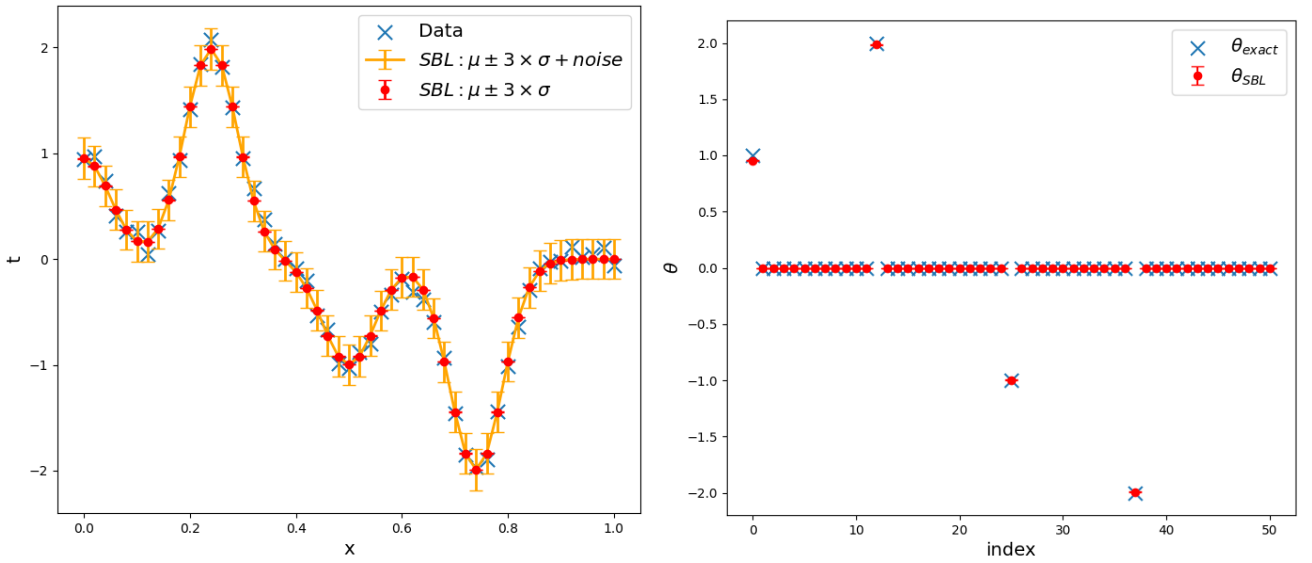 Data
SBL : μ ± 3 × σ + noise
SBL : μ ± 3 × σ
t
2
1
0
−1
−2
0.0 0.2 0.4 0.6 0.8 1.0
x
θ_exact
θ_SBL
θ
2.0
1.5
1.0
0.5
0.0
−0.5
−1.0
−1.5
−2.0
0 10 20 30 40 50
index